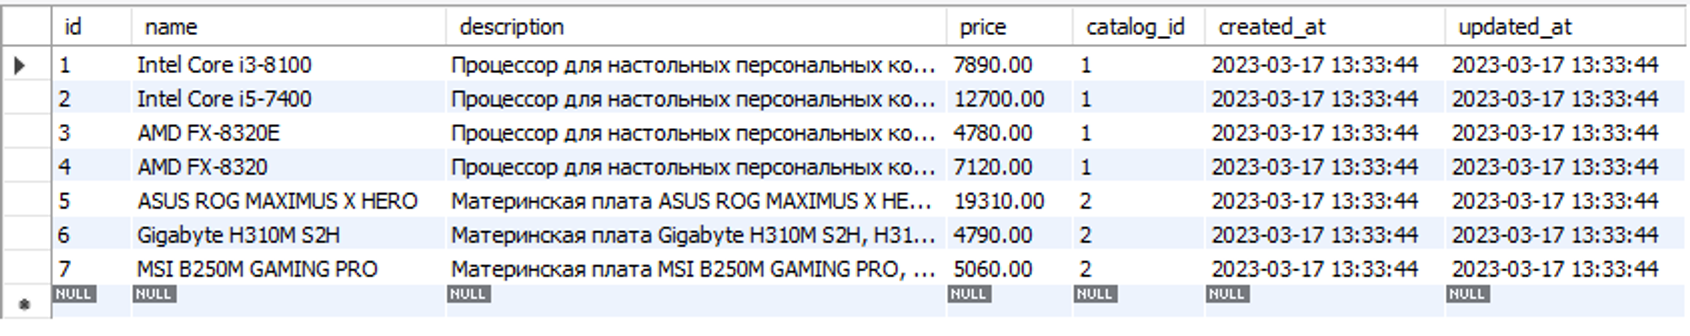 id name description price catalog_id created_at updated_at
1 Intel Core i3-8100 Процессор для настольных персональных ко... 7890.00 1 2023-03-17 13:33:44 2023-03-17 13:33:44
2 Intel Core i5-7400 Процессор для настольных персональных ко... 12700.00 1 2023-03-17 13:33:44 2023-03-17 13:33:44
3 AMD FX-8320E Процессор для настольных персональных ко... 4780.00 1 2023-03-17 13:33:44 2023-03-17 13:33:44
4 AMD FX-8320 Процессор для настольных персональных ко... 7120.00 1 2023-03-17 13:33:44 2023-03-17 13:33:44
5 ASUS ROG MAXIMUS X HERO Материнская плата ASUS ROG MAXIMUS X HE... 19310.00 2 2023-03-17 13:33:44 2023-03-17 13:33:44
6 Gigabyte H310M S2H Материнская плата Gigabyte H310M S2H, H31... 4790.00 2 2023-03-17 13:33:44 2023-03-17 13:33:44
7 MSI B250M GAMING PRO Материнская плата MSI B250M GAMING PRO, ... 5060.00 2 2023-03-17 13:33:44 2023-03-17 13:33:44
NULL NULL NULL NULL NULL NULL NULL